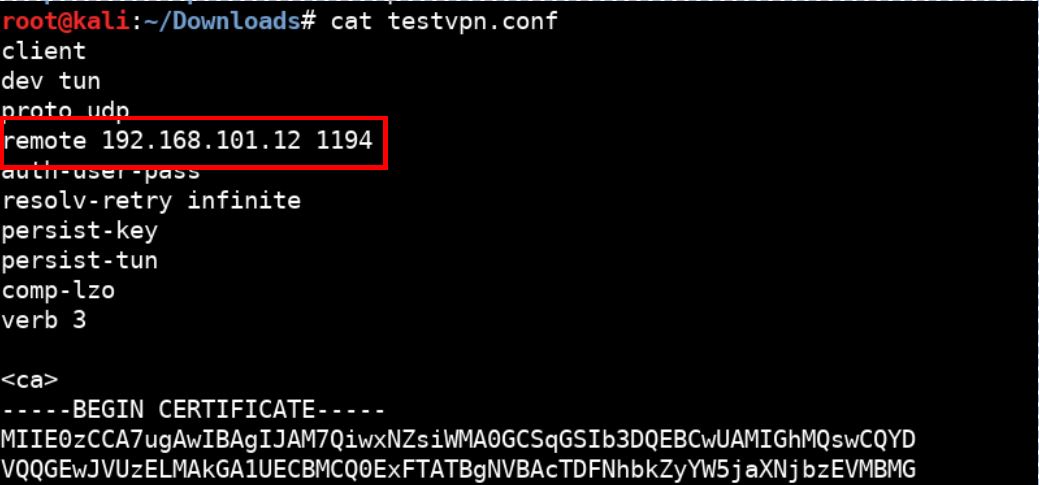 root@kali:~/Downloads# cat testvpn.conf
client
dev tun
proto udp
remote 192.168.101.12 1194
auth-user-pass
resolv-retry infinite
persist-key
persist-tun
comp-lzo
verb 3
<ca>
-----BEGIN CERTIFICATE-----
MIIE0zCCA7ugAwIBAgIJAM7QiwxNZsiWMA0GCSqGSIb3DQEBCwUAMIGhMQswCQYD
VQQGEwJVUzELMAkGA1UECBMCQ0ExFTATBgNVBAcTDFNhbkZyYW5jaXNjbzEVMBMG